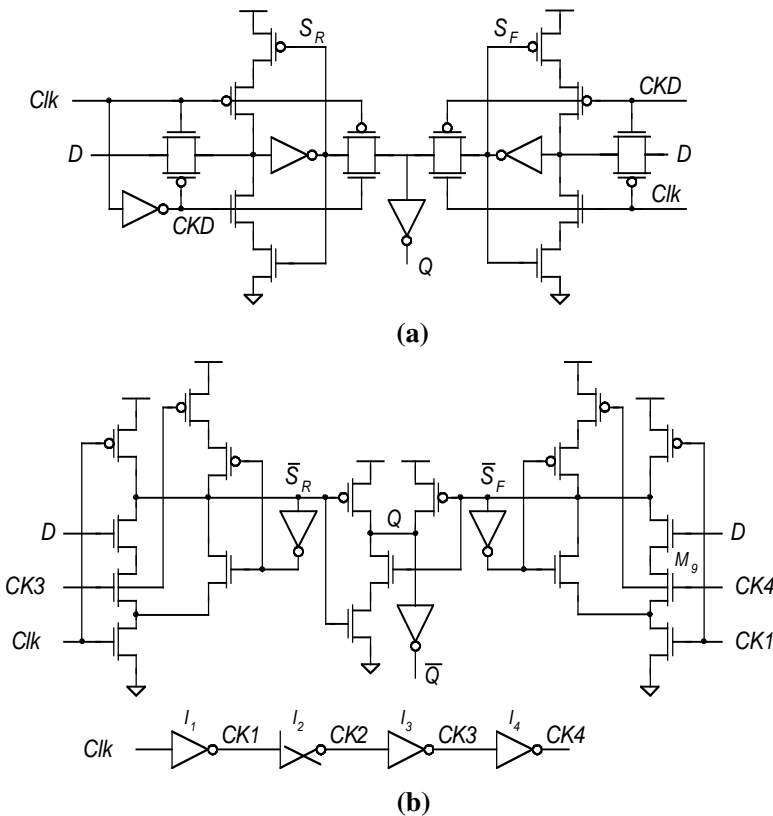 S_R S_F
Clk CKD
D D
CKD Clk
Q
(a)
S̅_R S̅_F
D Q D
M_9
CK3 CK4
Clk CK1
Q̅
I_1 I_2 I_3 I_4
Clk CK1 CK2 CK3 CK4
(b)